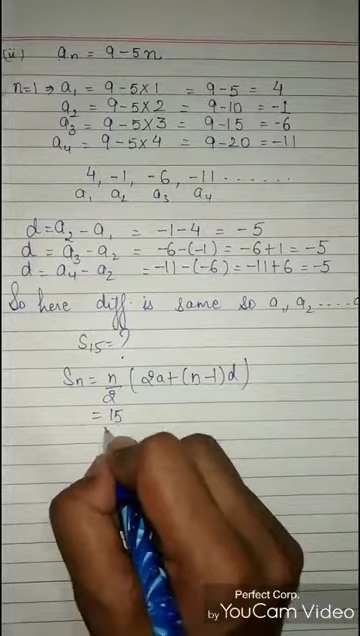 (ii) aₙ = 9-5n
n=1 ⇒ a₁ = 9-5×1 = 9-5 = 4
a₂ = 9-5×2 = 9-10 = -1
a₃ = 9-5×3 = 9-15 = -6
a₄ = 9-5×4 = 9-20 = -11
4, -1, -6, -11 .......
a₁ a₂ a₃ a₄
d = a₂ - a₁ = -1-4 = -5
d = a₃ - a₂ = -6-(-1) = -6+1 = -5
d = a₄ - a₂ = -11-(-6) = -11+6 = -5
So here diff. is same so a₁, a₂ .....
S₁₅ = ?
Sₙ = n/2 (2a+(n-1)d)
= 15
Perfect Corp.
by YouCam Video